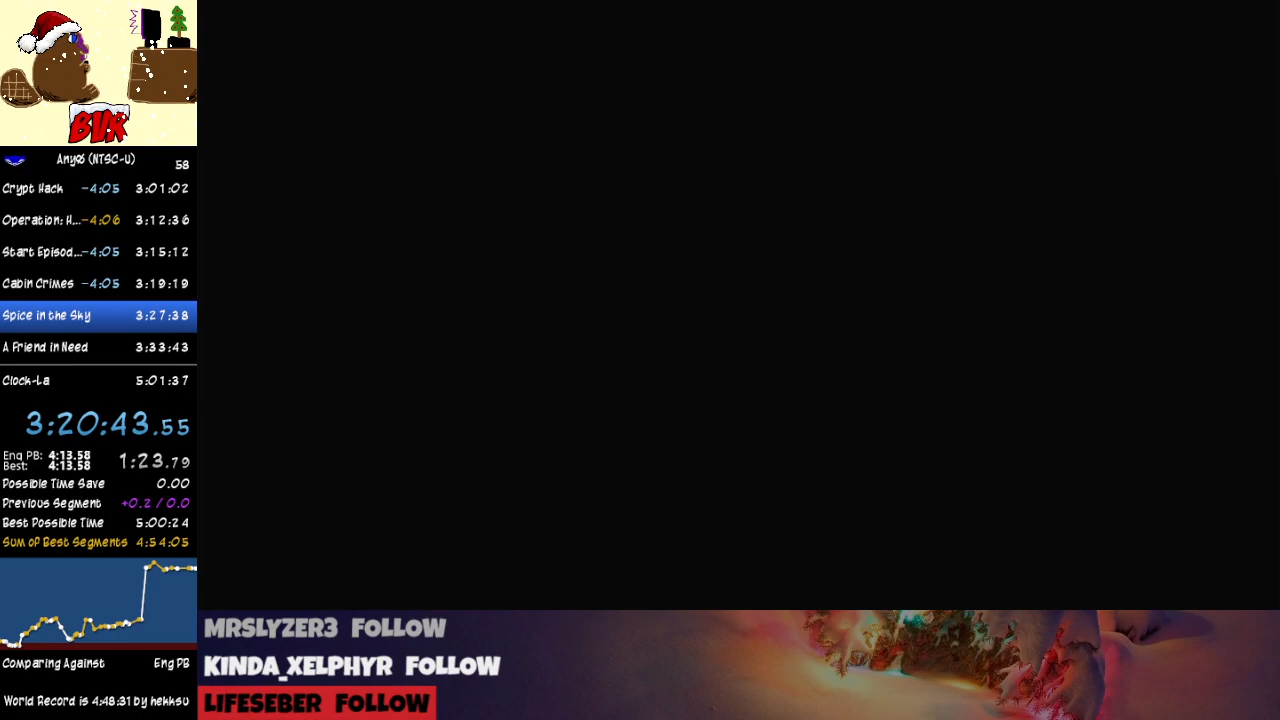 BVR
Any% (NTSC-U) 58
Crypt Hack -4:05 3:01:02
Operation: H... -4:06 3:12:36
Start Episod... -4:05 3:15:12
Cabin Crimes -4:05 3:19:19
Spice in the Sky 3:27:38
A Friend in Need 3:33:43
Clock-La 5:01:37
3:20:43.55
Eng PB: 4:13.58 1:23.79
Best: 4:13.58
Possible Time Save 0.00
Previous Segment +0.2 / 0.0
Best Possible Time 5:00:24
Sum of Best Segments 4:54:05
Comparing Against Eng PB
World Record is 4:48:31 by hekksu
MRSLYZER3 FOLLOW
KINDA_XELPHYR FOLLOW
LIFESEBER FOLLOW